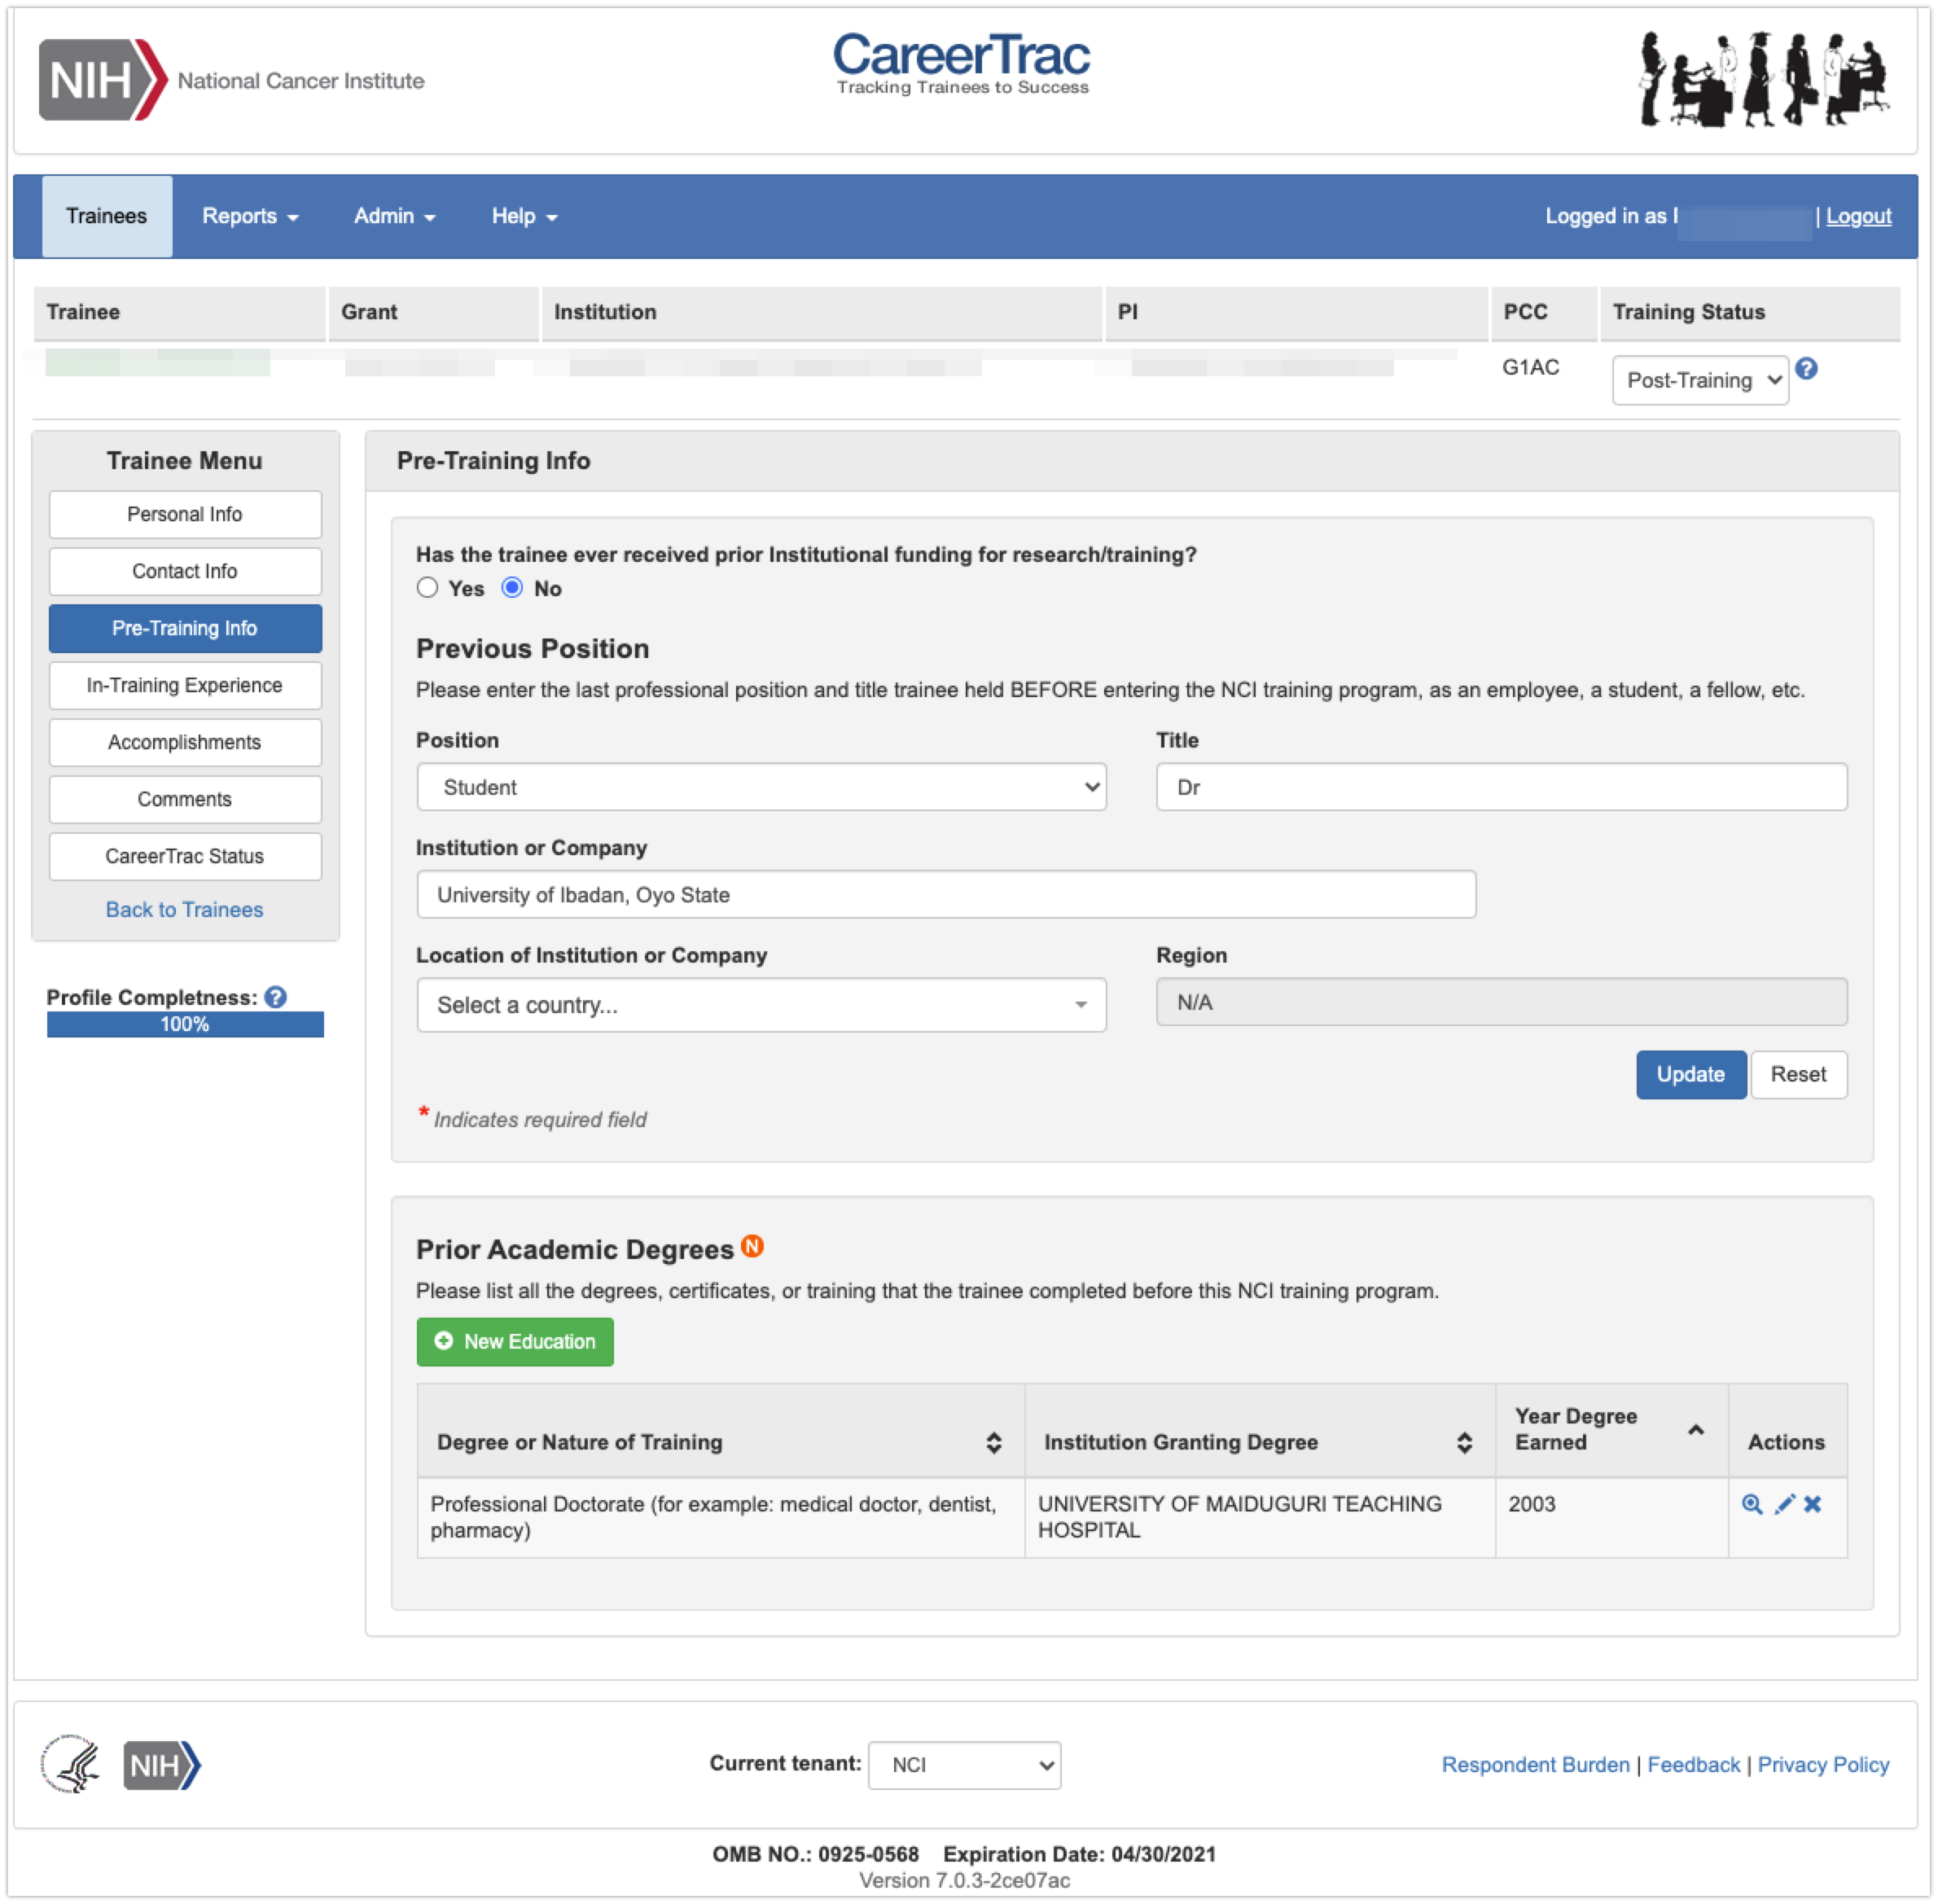 NIH National Cancer Institute
CareerTrac
Tracking Trainees to Success
Trainees Reports Admin Help Logged in as | Logout
Trainee Grant Institution PI PCC Training Status
G1AC Post-Training ?
Trainee Menu
Personal Info
Contact Info
Pre-Training Info
In-Training Experience
Accomplishments
Comments
CareerTrac Status
Back to Trainees
Profile Completness: ?
100%
Pre-Training Info
Has the trainee ever received prior Institutional funding for research/training?
Yes No
Previous Position
Please enter the last professional position and title trainee held BEFORE entering the NCI training program, as an employee, a student, a fellow, etc.
Position Title
Student Dr
Institution or Company
University of Ibadan, Oyo State
Location of Institution or Company Region
Select a country... N/A
Update Reset
* Indicates required field
Prior Academic Degrees N
Please list all the degrees, certificates, or training that the trainee completed before this NCI training program.
New Education
Degree or Nature of Training Institution Granting Degree Year Degree Earned Actions
Professional Doctorate (for example: medical doctor, dentist, UNIVERSITY OF MAIDUGURI TEACHING 2003
pharmacy) HOSPITAL
NIH Current tenant: NCI Respondent Burden | Feedback | Privacy Policy
OMB NO.: 0925-0568 Expiration Date: 04/30/2021
Version 7.0.3-2ce07ac